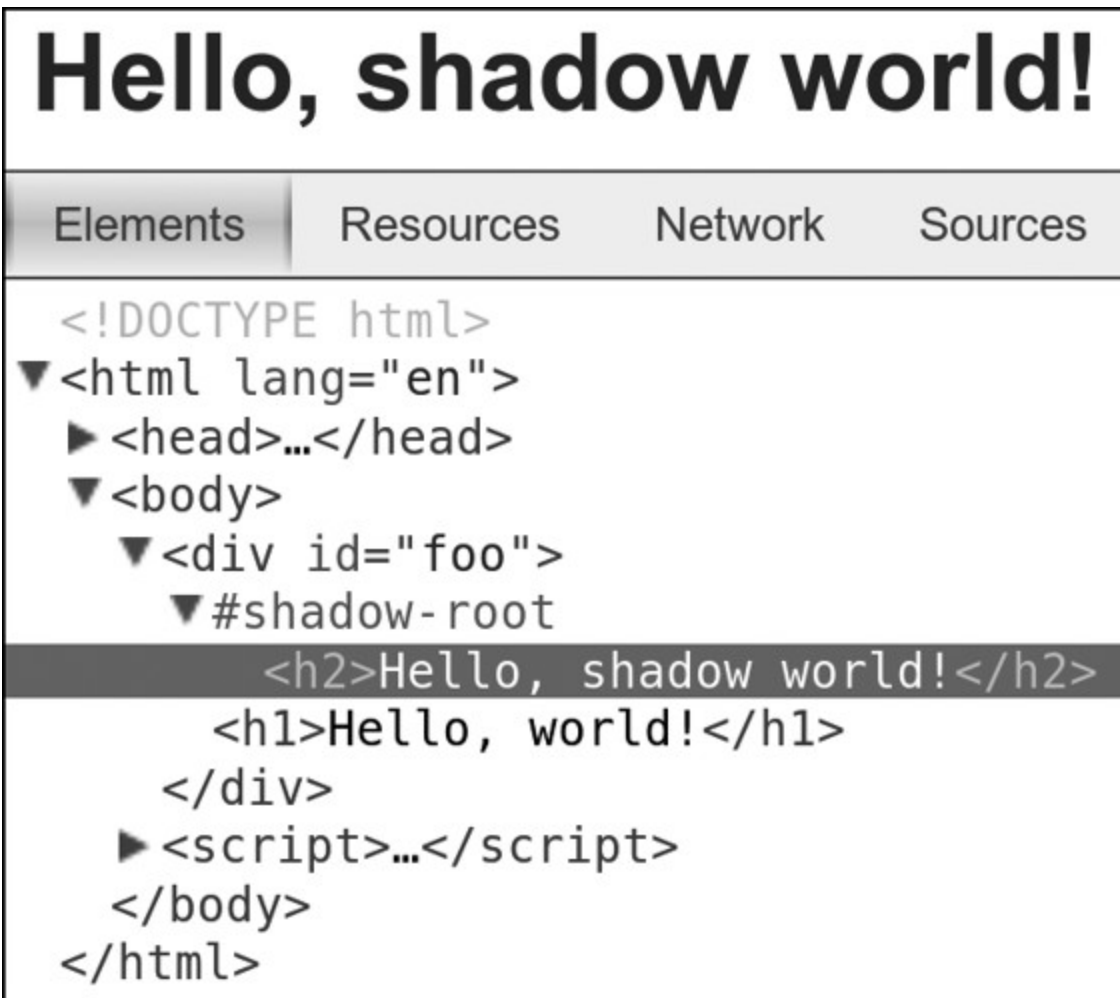 Hello, shadow world!
Elements Resources Network Sources
<!DOCTYPE html>
<html lang="en">
<head>…</head>
<body>
<div id="foo">
#shadow-root
<h2>Hello, shadow world!</h2>
<h1>Hello, world!</h1>
</div>
<script>…</script>
</body>
</html>